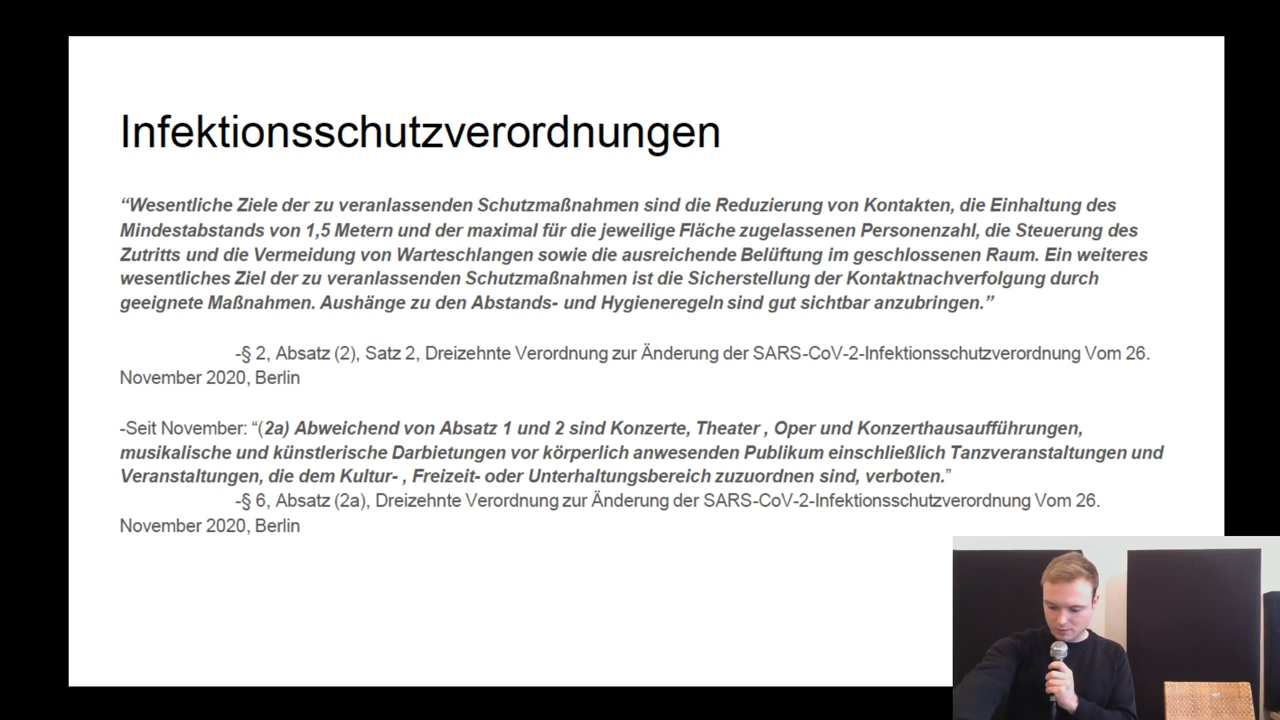 Infektionsschutzverordnungen
“Wesentliche Ziele der zu veranlassenden Schutzmaßnahmen sind die Reduzierung von Kontakten, die Einhaltung des
Mindestabstands von 1,5 Metern und der maximal für die jeweilige Fläche zugelassenen Personenzahl, die Steuerung des
Zutritts und die Vermeidung von Warteschlangen sowie die ausreichende Belüftung im geschlossenen Raum. Ein weiteres
wesentliches Ziel der zu veranlassenden Schutzmaßnahmen ist die Sicherstellung der Kontaktnachverfolgung durch
geeignete Maßnahmen. Aushänge zu den Abstands- und Hygieneregeln sind gut sichtbar anzubringen.”
-§ 2, Absatz (2), Satz 2, Dreizehnte Verordnung zur Änderung der SARS-CoV-2-Infektionsschutzverordnung Vom 26.
November 2020, Berlin
-Seit November: “(2a) Abweichend von Absatz 1 und 2 sind Konzerte, Theater , Oper und Konzerthausaufführungen,
musikalische und künstlerische Darbietungen vor körperlich anwesenden Publikum einschließlich Tanzveranstaltungen und
Veranstaltungen, die dem Kultur- , Freizeit- oder Unterhaltungsbereich zuzuordnen sind, verboten.”
-§ 6, Absatz (2a), Dreizehnte Verordnung zur Änderung der SARS-CoV-2-Infektionsschutzverordnung Vom 26.
November 2020, Berlin